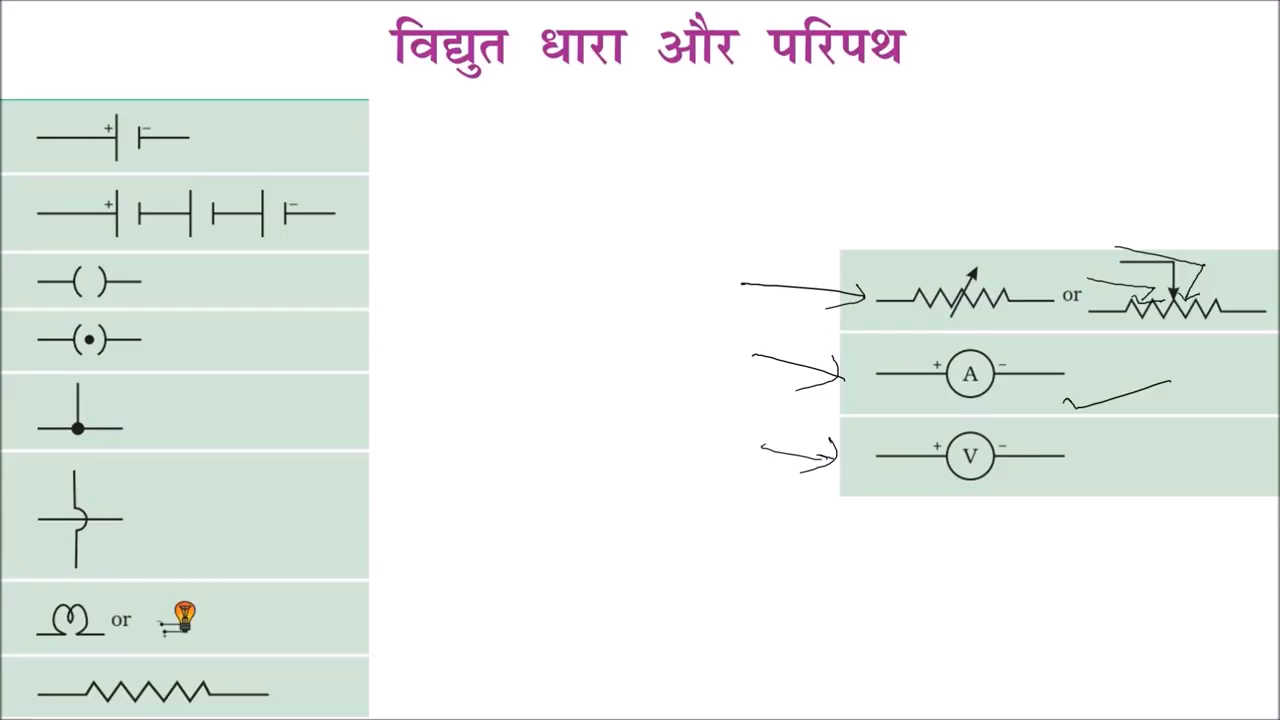 विद्युत धारा और परिपथ
+ −
+ −
or
or
+ A −
+ V −